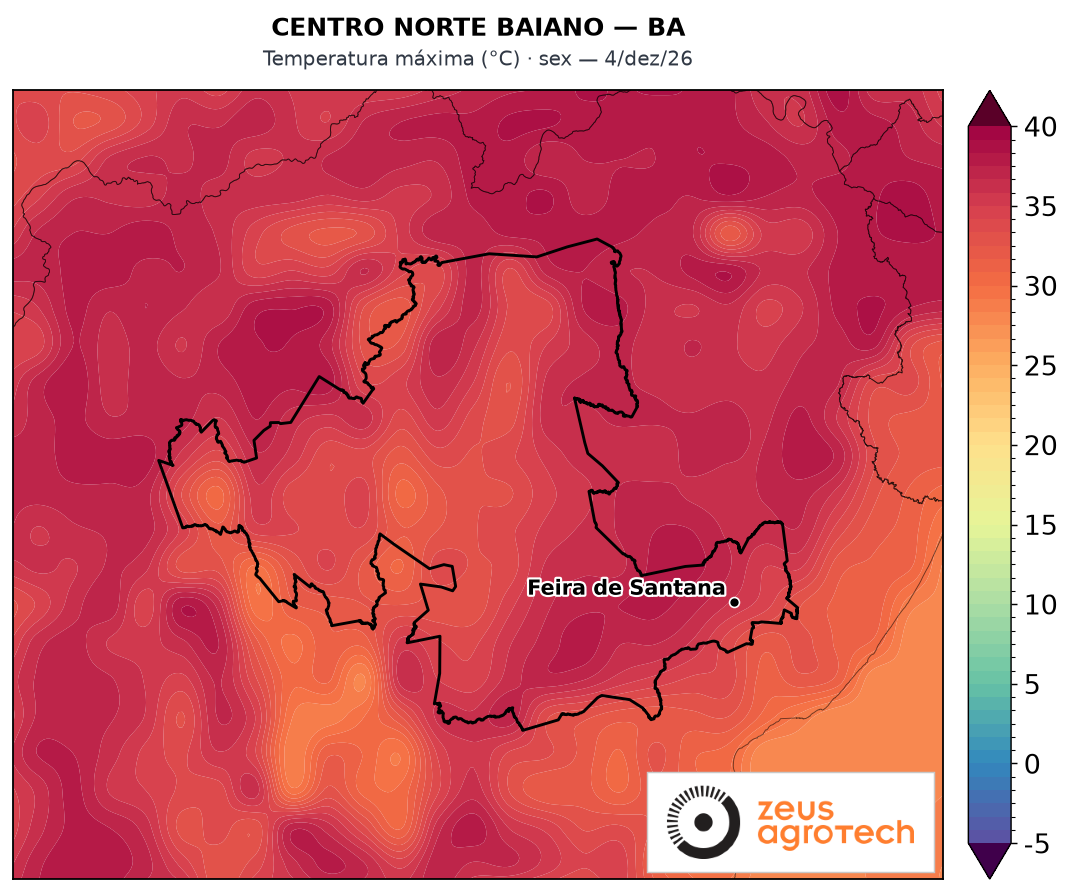 CENTRO NORTE BAIANO — BA
Temperatura máxima (°C) · sex — 4/dez/26
40
35
30
25
20
15
10
5
0
-5
Feira de Santana
zeus
agrotech